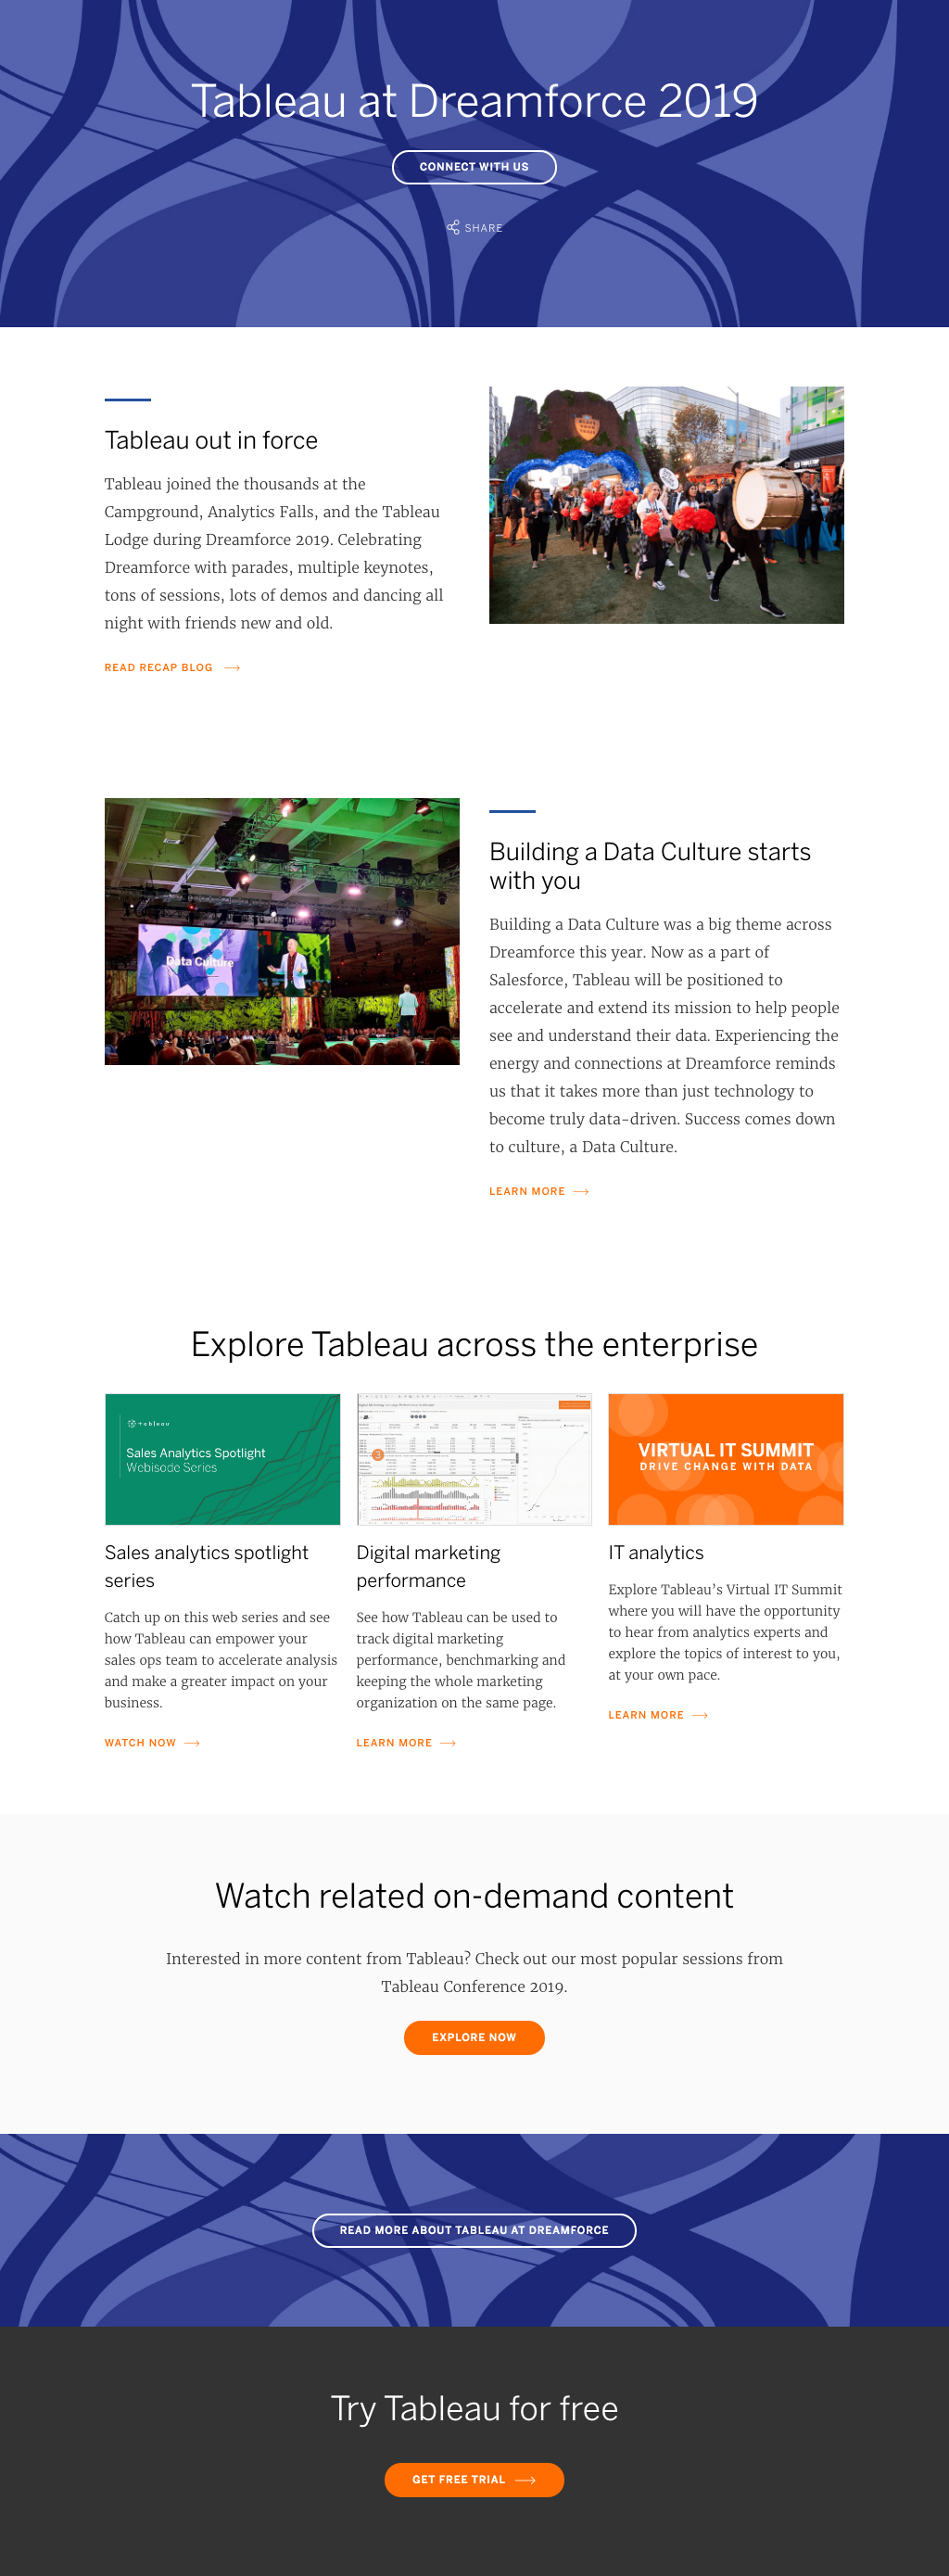 Tableau at Dreamforce 2019
CONNECT WITH US
SHARE
Tableau out in force
Tableau joined the thousands at the
Campground, Analytics Falls, and the Tableau
Lodge during Dreamforce 2019. Celebrating
Dreamforce with parades, multiple keynotes,
tons of sessions, lots of demos and dancing all
night with friends new and old.
READ RECAP BLOG
Data Culture
Building a Data Culture starts
with you
Building a Data Culture was a big theme across
Dreamforce this year. Now as a part of
Salesforce, Tableau will be positioned to
accelerate and extend its mission to help people
see and understand their data. Experiencing the
energy and connections at Dreamforce reminds
us that it takes more than just technology to
become truly data-driven. Success comes down
to culture, a Data Culture.
LEARN MORE
Explore Tableau across the enterprise
tableau
Sales Analytics Spotlight
Webisode Series
Sales analytics spotlight
series
Catch up on this web series and see
how Tableau can empower your
sales ops team to accelerate analysis
and make a greater impact on your
business.
WATCH NOW
Digital marketing
performance
See how Tableau can be used to
track digital marketing
performance, benchmarking and
keeping the whole marketing
organization on the same page.
LEARN MORE
VIRTUAL IT SUMMIT
DRIVE CHANGE WITH DATA
IT analytics
Explore Tableau’s Virtual IT Summit
where you will have the opportunity
to hear from analytics experts and
explore the topics of interest to you,
at your own pace.
LEARN MORE
Watch related on-demand content
Interested in more content from Tableau? Check out our most popular sessions from
Tableau Conference 2019.
EXPLORE NOW
READ MORE ABOUT TABLEAU AT DREAMFORCE
Try Tableau for free
GET FREE TRIAL